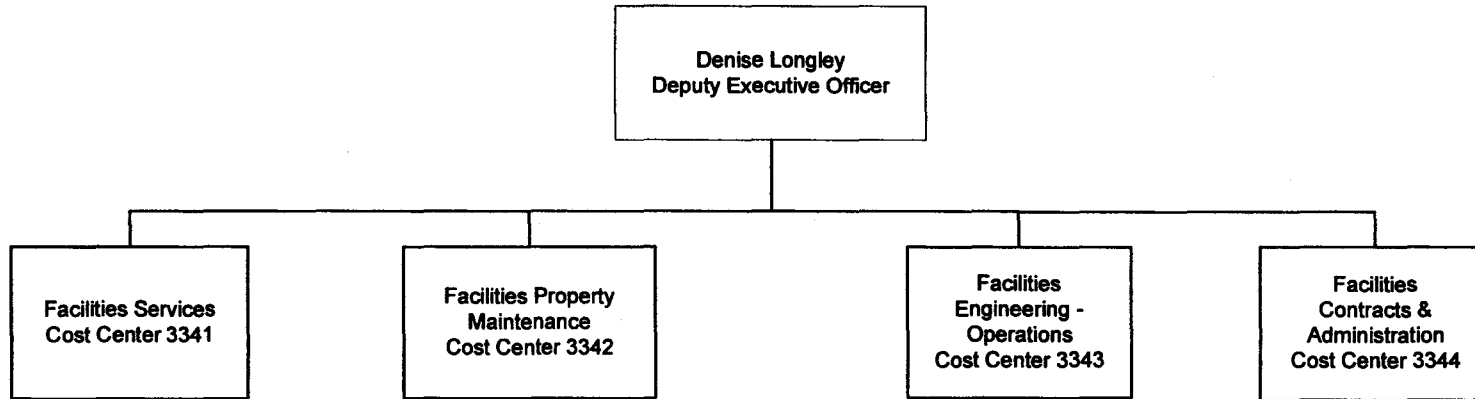 Denise Longley
Deputy Executive Officer
Facilities Services
Cost Center 3341
Facilities Property
Maintenance
Cost Center 3342
Facilities
Engineering -
Operations
Cost Center 3343
Facilities
Contracts &
Administration
Cost Center 3344